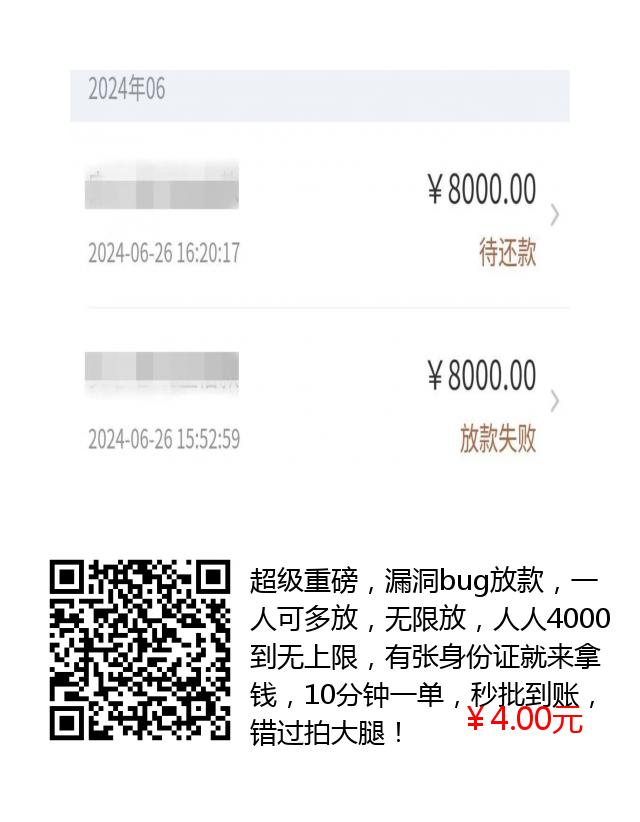 2024年06
￥8000.00
2024-06-26 16:20:17
待还款
￥8000.00
2024-06-26 15:52:59
放款失败
超级重磅，漏洞bug放款，一
人可多放，无限放，人人4000
到无上限，有张身份证就来拿
钱，10分钟一单，秒批到账，
错过拍大腿！
￥4.00元